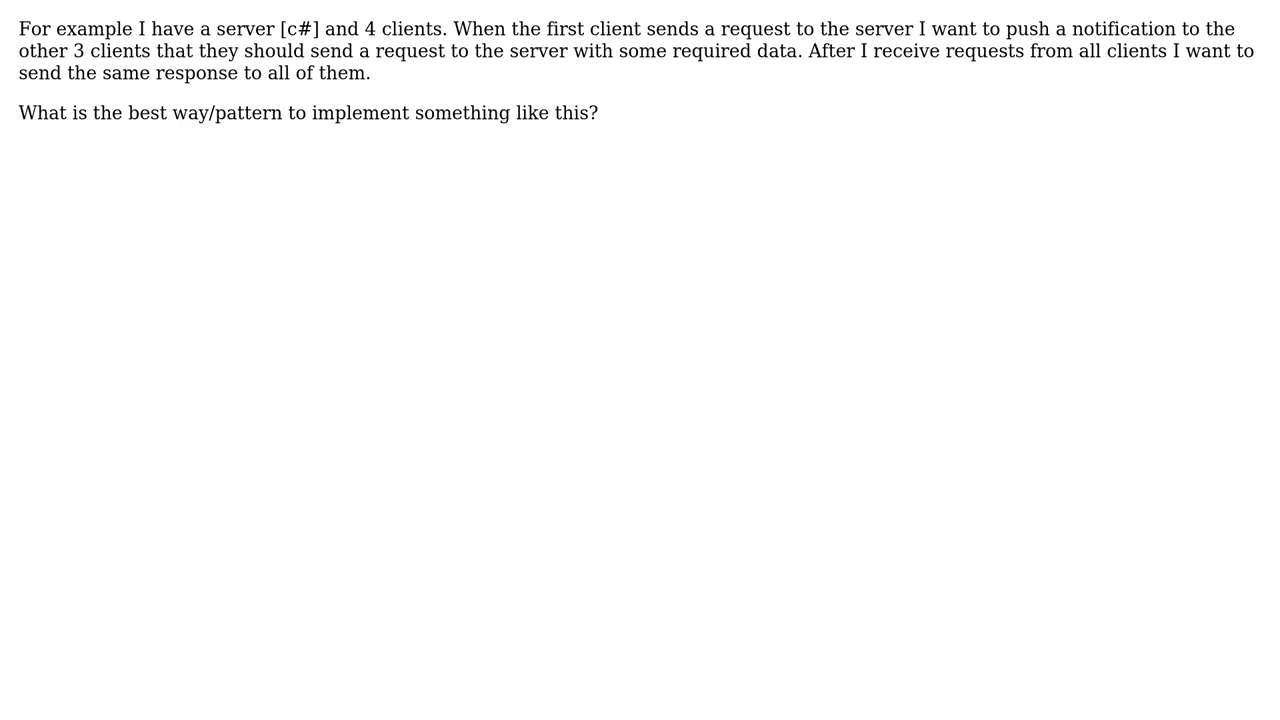 For example I have a server [c#] and 4 clients. When the first client sends a request to the server I want to push a notification to the
other 3 clients that they should send a request to the server with some required data. After I receive requests from all clients I want to
send the same response to all of them.
What is the best way/pattern to implement something like this?